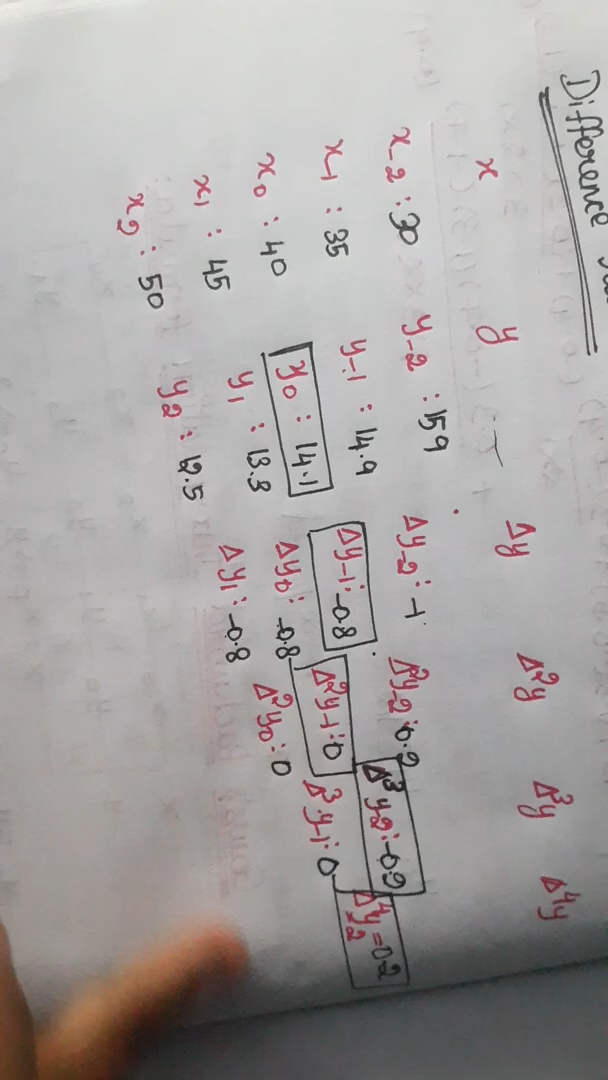 Difference
x y Δy Δ²y Δ³y Δ⁴y
x₋₂ : 30 y₋₂ : 159 Δy₋₂ : -1 Δ²y₋₂ : 0.2 Δ³y₋₂ : -0.2 Δ⁴y₋₂ = 0.2
x₋₁ : 35 y₋₁ : 14.9 Δy₋₁ : -0.8 Δ²y₋₁ : 0 Δ³y₋₁ : 0
x₀ : 40 y₀ : 14.1 Δy₀ : -0.8 Δ²y₀ : 0
x₁ : 45 y₁ : 13.3 Δy₁ : -0.8
x₂ : 50 y₂ : 12.5